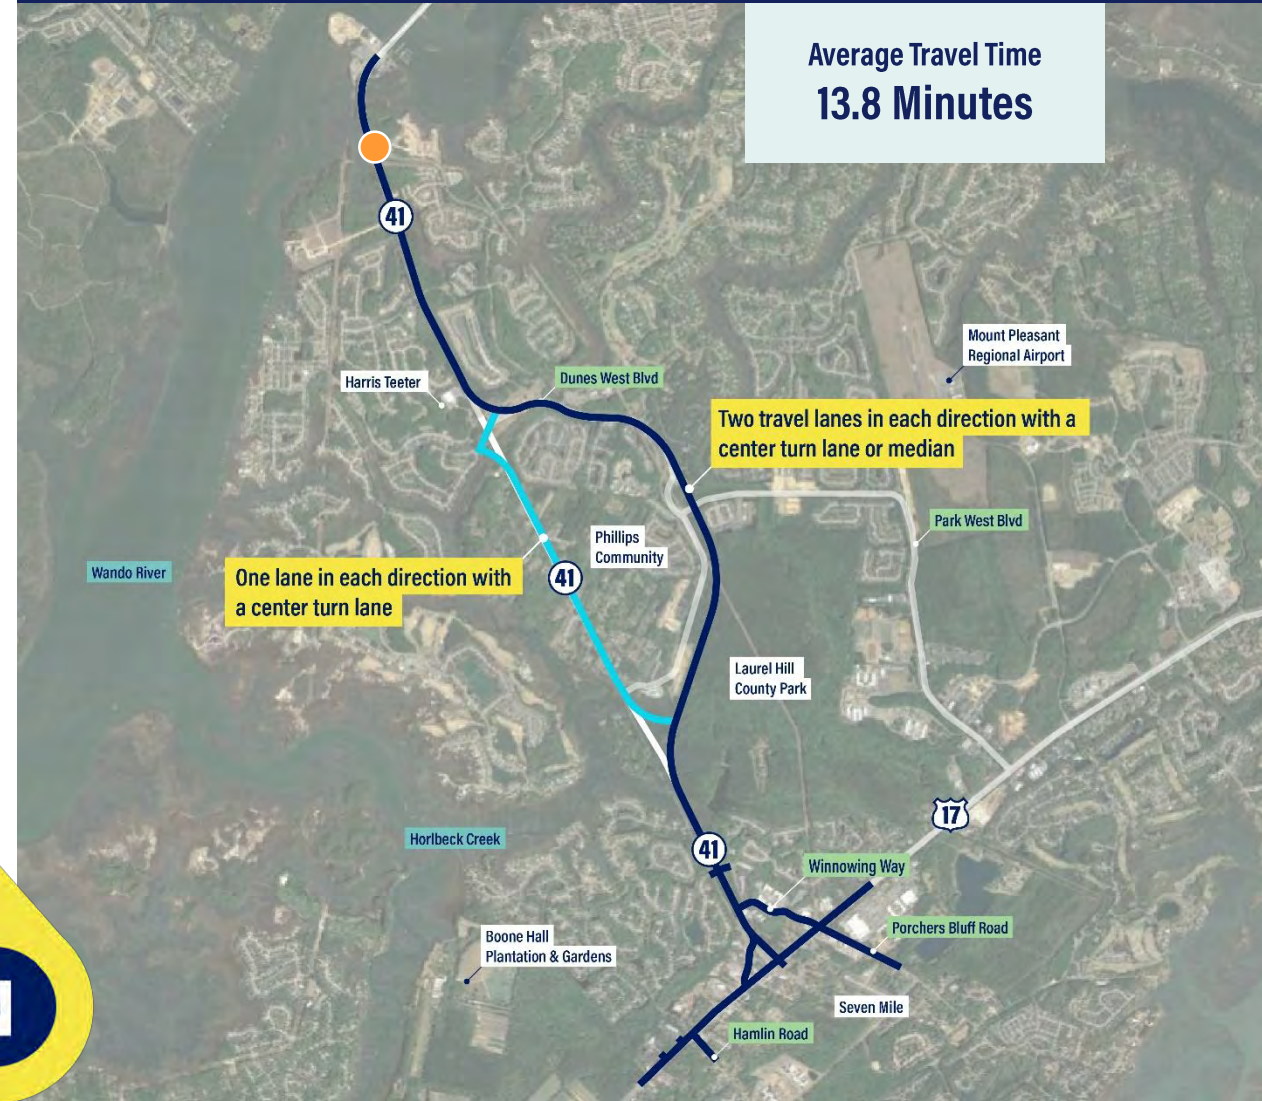 Average Travel Time
13.8 Minutes
41
Mount Pleasant
Regional Airport
Harris Teeter
Dunes West Blvd
Two travel lanes in each direction with a
center turn lane or median
Park West Blvd
Phillips
Community
Wando River
One lane in each direction with
a center turn lane
41
Laurel Hill
County Park
17
Horlbeck Creek
41
Winnowing Way
Porchers Bluff Road
Boone Hall
Plantation & Gardens
Seven Mile
Hamlin Road